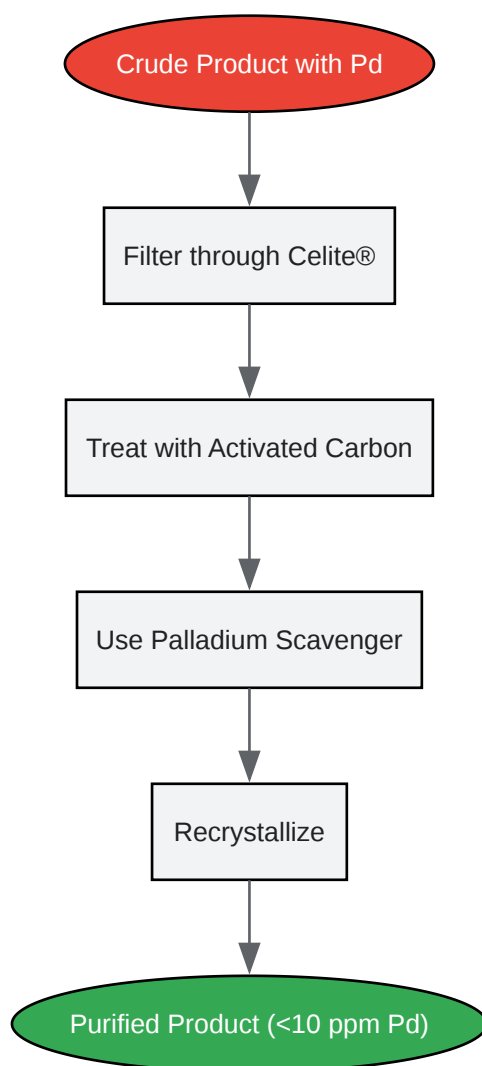 Crude Product with Pd
Filter through Celite®
Treat with Activated Carbon
Use Palladium Scavenger
Recrystallize
Purified Product (<10 ppm Pd)